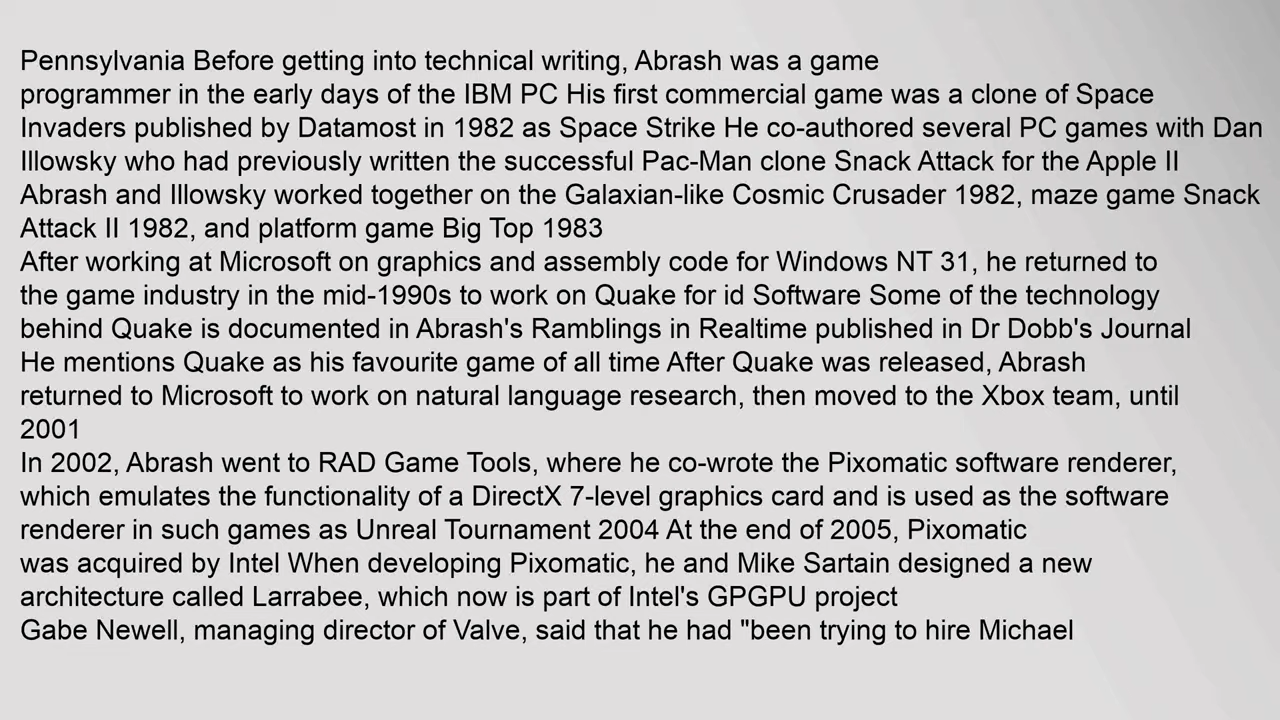 Pennsylvania Before getting into technical writing, Abrash was a game
programmer in the early days of the IBM PC His first commercial game was a clone of Space
Invaders published by Datamost in 1982 as Space Strike He co-authored several PC games with Dan
Illowsky who had previously written the successful Pac-Man clone Snack Attack for the Apple II
Abrash and Illowsky worked together on the Galaxian-like Cosmic Crusader 1982, maze game Snack
Attack II 1982, and platform game Big Top 1983
After working at Microsoft on graphics and assembly code for Windows NT 31, he returned to
the game industry in the mid-1990s to work on Quake for id Software Some of the technology
behind Quake is documented in Abrash's Ramblings in Realtime published in Dr Dobb's Journal
He mentions Quake as his favourite game of all time After Quake was released, Abrash
returned to Microsoft to work on natural language research, then moved to the Xbox team, until
2001
In 2002, Abrash went to RAD Game Tools, where he co-wrote the Pixomatic software renderer,
which emulates the functionality of a DirectX 7-level graphics card and is used as the software
renderer in such games as Unreal Tournament 2004 At the end of 2005, Pixomatic
was acquired by Intel When developing Pixomatic, he and Mike Sartain designed a new
architecture called Larrabee, which now is part of Intel's GPGPU project
Gabe Newell, managing director of Valve, said that he had "been trying to hire Michael